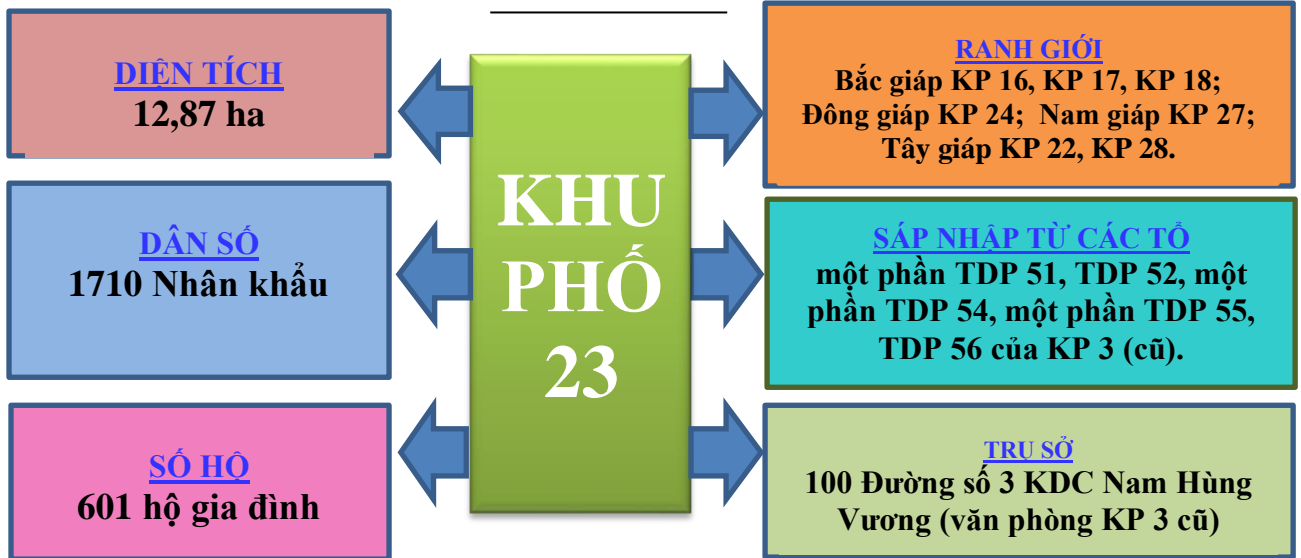 DIỆN TÍCH
12,87 ha
DÂN SỐ
1710 Nhân khẩu
SỐ HỘ
601 hộ gia đình
KHU
PHỐ
23
RANH GIỚI
Bắc giáp KP 16, KP 17, KP 18;
Đông giáp KP 24; Nam giáp KP 27;
Tây giáp KP 22, KP 28.
SÁP NHẬP TỪ CÁC TỔ
một phần TDP 51, TDP 52, một
phần TDP 54, một phần TDP 55,
TDP 56 của KP 3 (cũ).
TRỤ SỞ
100 Đường số 3 KDC Nam Hùng
Vương (văn phòng KP 3 cũ)